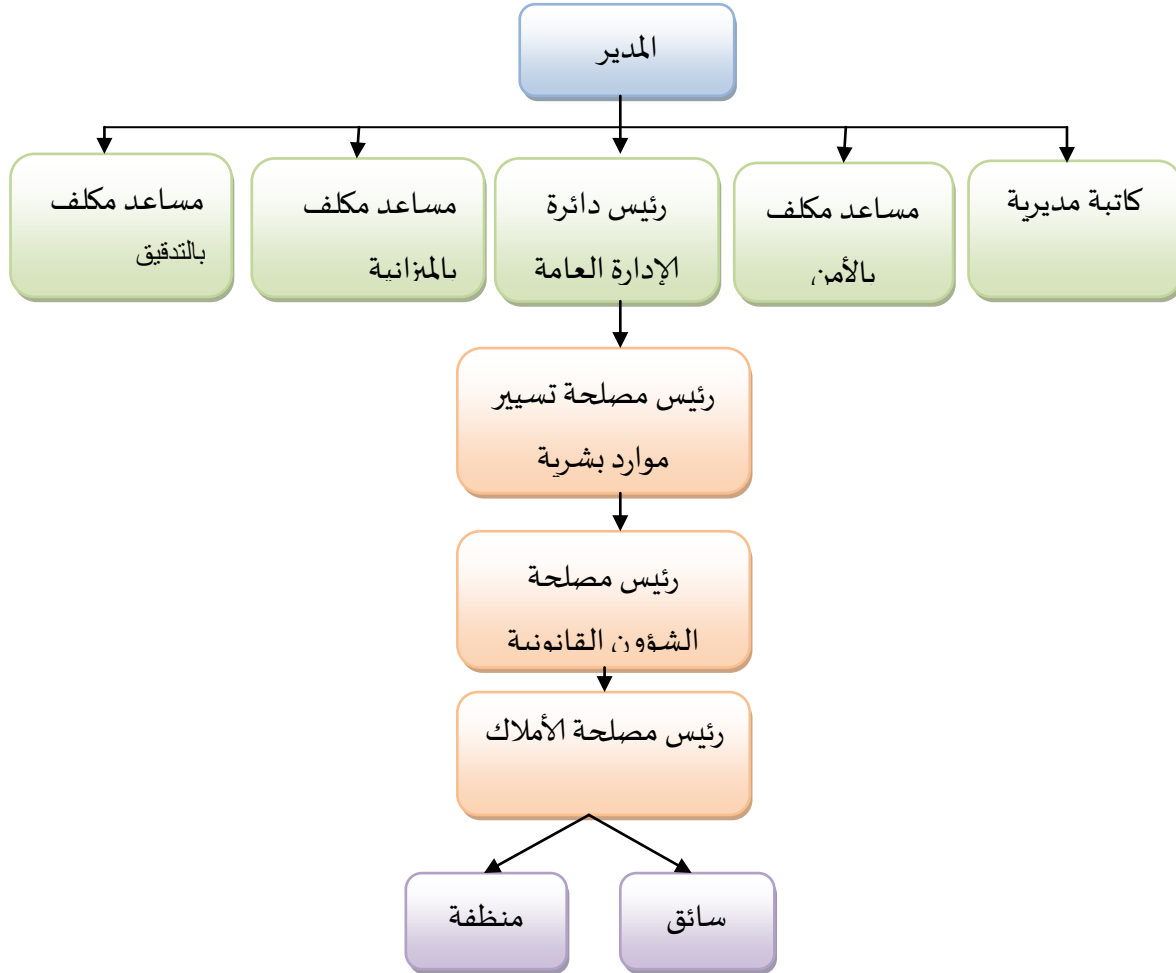 المدير
كاتبة مديرية
مساعد مكلف
بالأمن
رئيس دائرة
الإدارة العامة
مساعد مكلف
بالميزانية
مساعد مكلف
بالتدقيق
رئيس مصلحة تسيير
موارد بشرية
رئيس مصلحة
الشؤون القانونية
رئيس مصلحة الأملاك
سائق
منظفة